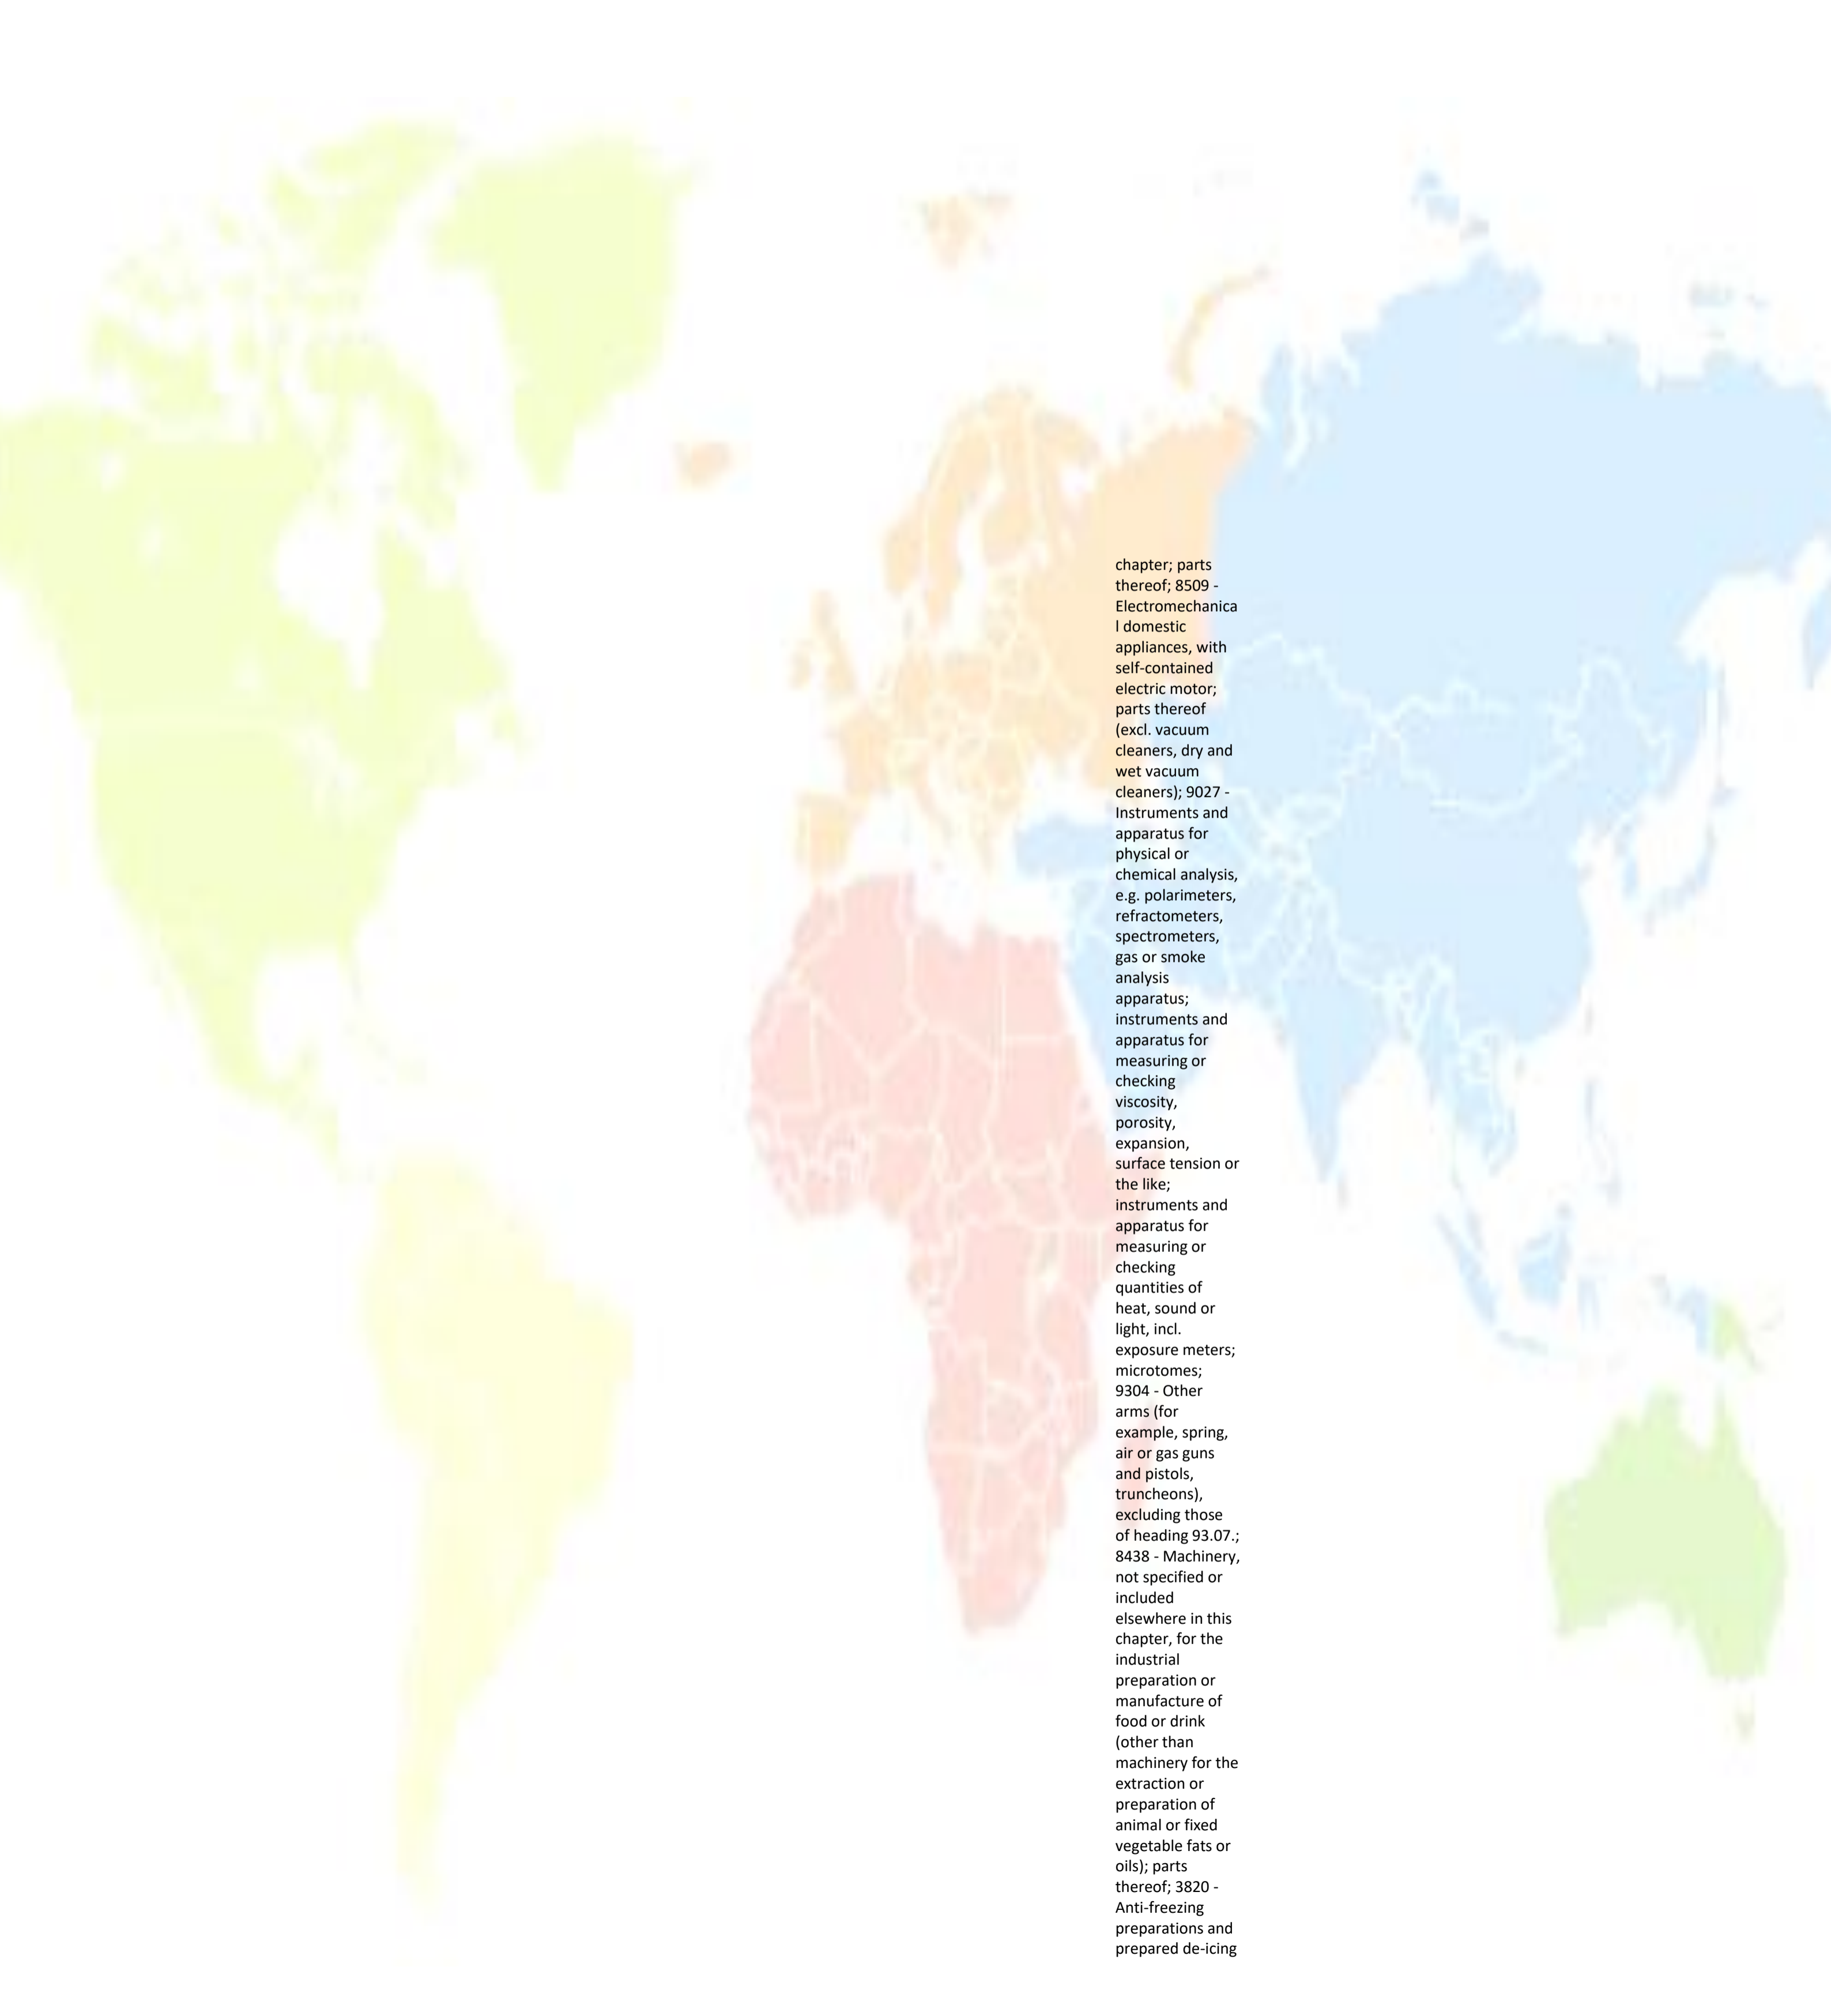 chapter; parts
thereof; 8509 -
Electromechanica
l domestic
appliances, with
self-contained
electric motor;
parts thereof
(excl. vacuum
cleaners, dry and
wet vacuum
cleaners); 9027 -
Instruments and
apparatus for
physical or
chemical analysis,
e.g. polarimeters,
refractometers,
spectrometers,
gas or smoke
analysis
apparatus;
instruments and
apparatus for
measuring or
checking
viscosity,
porosity,
expansion,
surface tension or
the like;
instruments and
apparatus for
measuring or
checking
quantities of
heat, sound or
light, incl.
exposure meters;
microtomes;
9304 - Other
arms (for
example, spring,
air or gas guns
and pistols,
truncheons),
excluding those
of heading 93.07.;
8438 - Machinery,
not specified or
included
elsewhere in this
chapter, for the
industrial
preparation or
manufacture of
food or drink
(other than
machinery for the
extraction or
preparation of
animal or fixed
vegetable fats or
oils); parts
thereof; 3820 -
Anti-freezing
preparations and
prepared de-icing